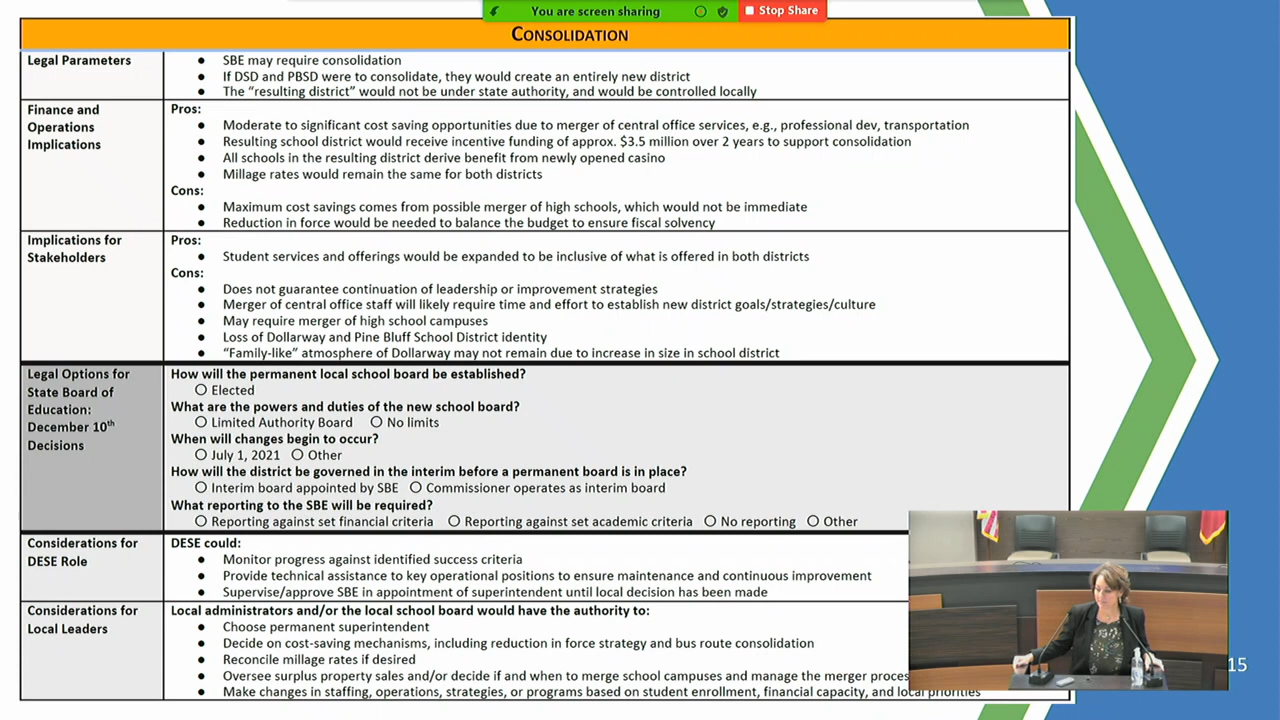 You are screen sharing
Stop Share
CONSOLIDATION
Legal Parameters
● SBE may require consolidation
● If DSD and PBSD were to consolidate, they would create an entirely new district
● The “resulting district” would not be under state authority, and would be controlled locally
Finance and Operations Implications
Pros:
● Moderate to significant cost saving opportunities due to merger of central office services, e.g., professional dev, transportation
● Resulting school district would receive incentive funding of approx. $3.5 million over 2 years to support consolidation
● All schools in the resulting district derive benefit from newly opened casino
● Millage rates would remain the same for both districts
Cons:
● Maximum cost savings comes from possible merger of high schools, which would not be immediate
● Reduction in force would be needed to balance the budget to ensure fiscal solvency
Implications for Stakeholders
Pros:
● Student services and offerings would be expanded to be inclusive of what is offered in both districts
Cons:
● Does not guarantee continuation of leadership or improvement strategies
● Merger of central office staff will likely require time and effort to establish new district goals/strategies/culture
● May require merger of high school campuses
● Loss of Dollarway and Pine Bluff School District identity
● “Family-like” atmosphere of Dollarway may not remain due to increase in size in school district
Legal Options for State Board of Education: December 10th Decisions
How will the permanent local school board be established?
○ Elected
What are the powers and duties of the new school board?
○ Limited Authority Board ○ No limits
When will changes begin to occur?
○ July 1, 2021 ○ Other
How will the district be governed in the interim before a permanent board is in place?
○ Interim board appointed by SBE ○ Commissioner operates as interim board
What reporting to the SBE will be required?
○ Reporting against set financial criteria ○ Reporting against set academic criteria ○ No reporting ○ Other
Considerations for DESE Role
DESE could:
● Monitor progress against identified success criteria
● Provide technical assistance to key operational positions to ensure maintenance and continuous improvement
● Supervise/approve SBE in appointment of superintendent until local decision has been made
Considerations for Local Leaders
Local administrators and/or the local school board would have the authority to:
● Choose permanent superintendent
● Decide on cost-saving mechanisms, including reduction in force strategy and bus route consolidation
● Reconcile millage rates if desired
● Oversee surplus property sales and/or decide if and when to merge school campuses and manage the merger
● Make changes in staffing, operations, strategies, or programs based on student enrollment, financial capacity, and local priorities
15